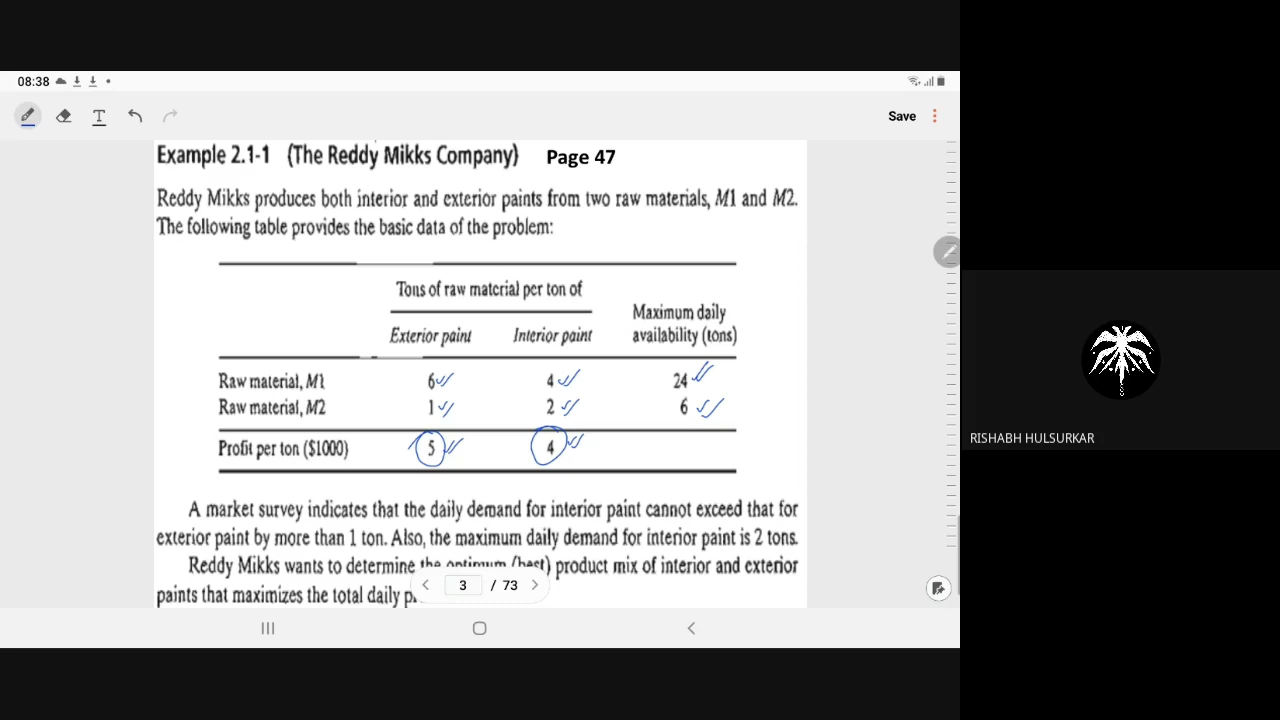 08:38
Save
Example 2.1-1 (The Reddy Mikks Company) Page 47
Reddy Mikks produces both interior and exterior paints from two raw materials, M1 and M2.
The following table provides the basic data of the problem:
Tons of raw material per ton of
Exterior paint Interior paint Maximum daily availability (tons)
Raw material, M1 6 4 24
Raw material, M2 1 2 6
Profit per ton ($1000) 5 4
A market survey indicates that the daily demand for interior paint cannot exceed that for
exterior paint by more than 1 ton. Also, the maximum daily demand for interior paint is 2 tons.
Reddy Mikks wants to determine the optimum (best) product mix of interior and exterior
paints that maximizes the total daily
3 / 73
RISHABH HULSURKAR